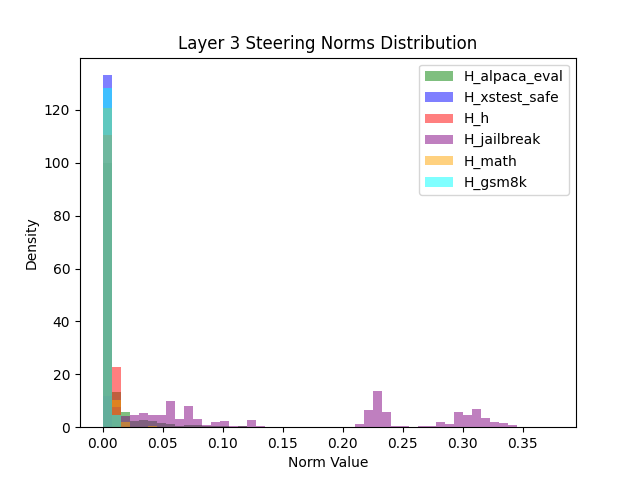 Layer 3 Steering Norms Distribution
H_alpaca_eval
H_xstest_safe
H_h
H_jailbreak
H_math
H_gsm8k
Density
120
100
80
60
40
20
0
0.00 0.05 0.10 0.15 0.20 0.25 0.30 0.35
Norm Value